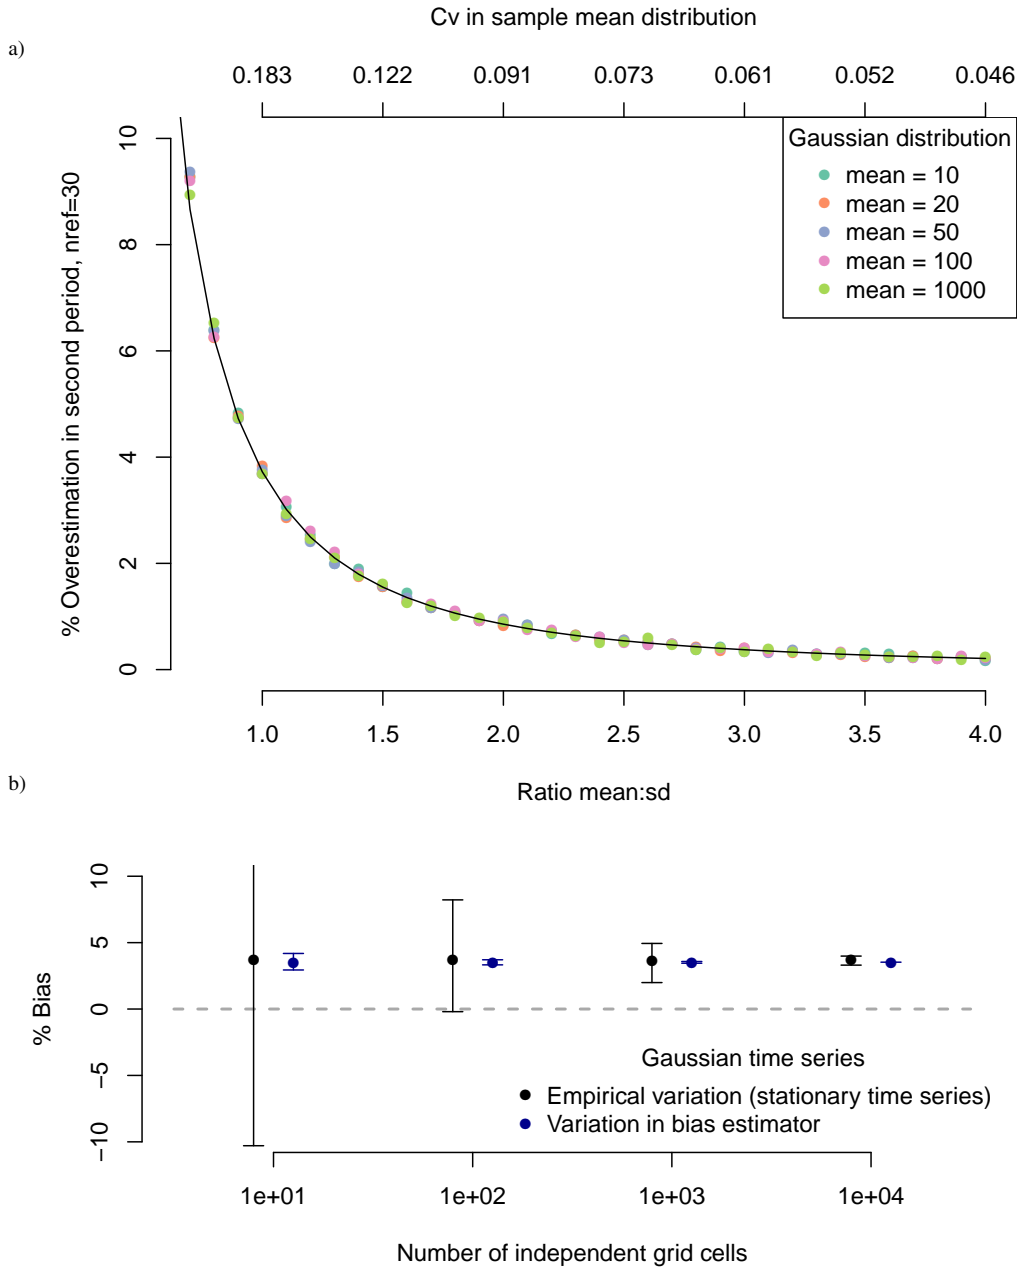 Cv in sample mean distribution
a)
0.183 0.122 0.091 0.073 0.061 0.052 0.046
% Overestimation in second period, nref=30
10
8
6
4
2
0
Gaussian distribution
mean = 10
mean = 20
mean = 50
mean = 100
mean = 1000
1.0 1.5 2.0 2.5 3.0 3.5 4.0
Ratio mean:sd
b)
% Bias
10
5
0
−5
−10
Gaussian time series
Empirical variation (stationary time series)
Variation in bias estimator
1e+01 1e+02 1e+03 1e+04
Number of independent grid cells